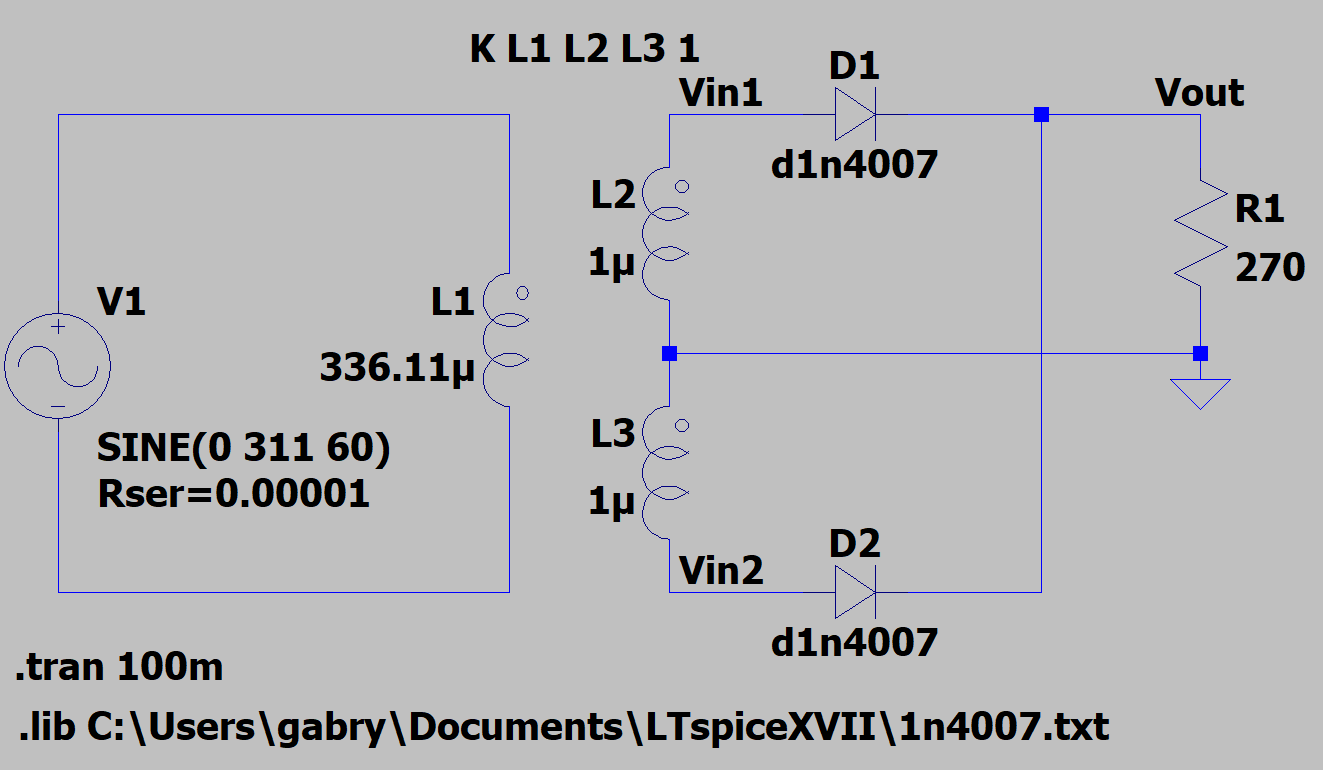 K L1 L2 L3 1
D1
Vin1
Vout
d1n4007
L2
R1
1µ
270
V1
L1
336.11µ
L3
SINE(0 311 60)
Rser=0.00001
1µ
D2
Vin2
d1n4007
.tran 100m
.lib C:\Users\gabry\Documents\LTspiceXVII\1n4007.txt